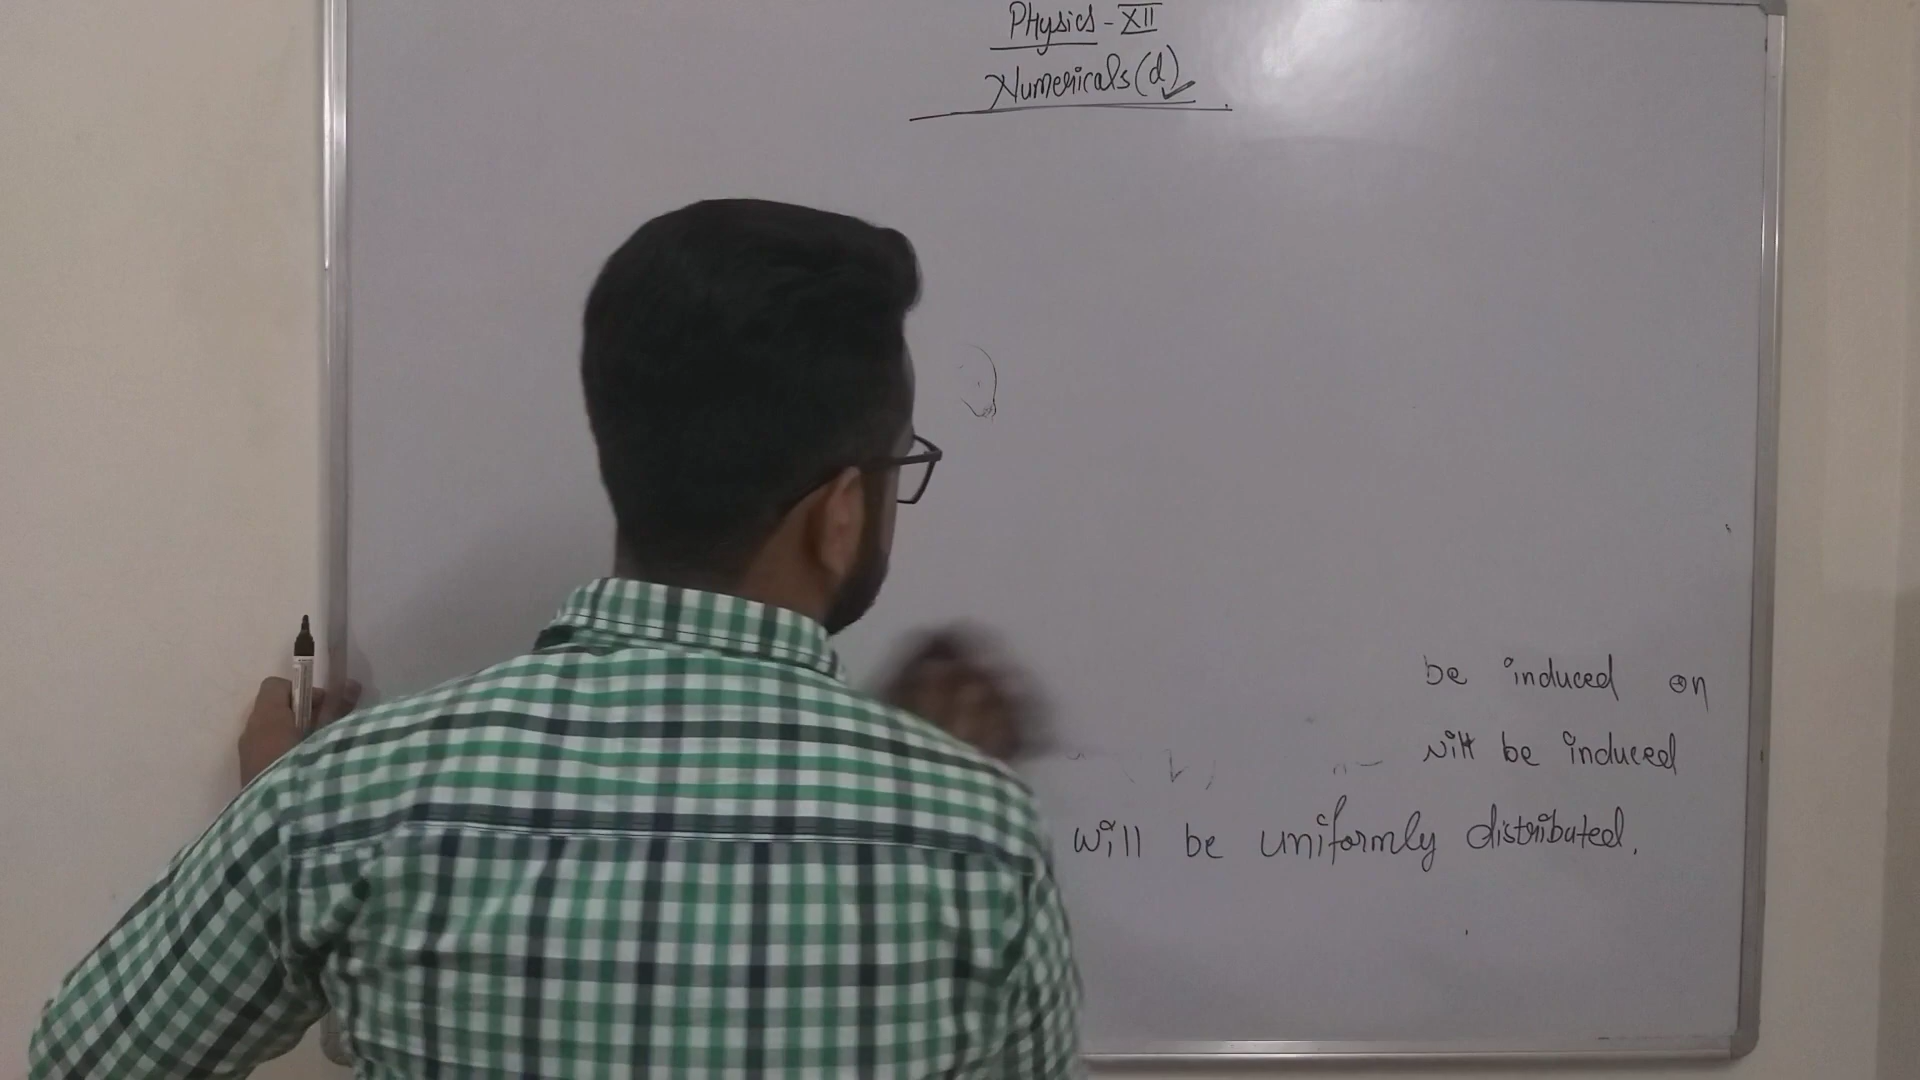 Physics - XII
Numericals (d)
be induced on
will be induced
will be uniformly distributed.